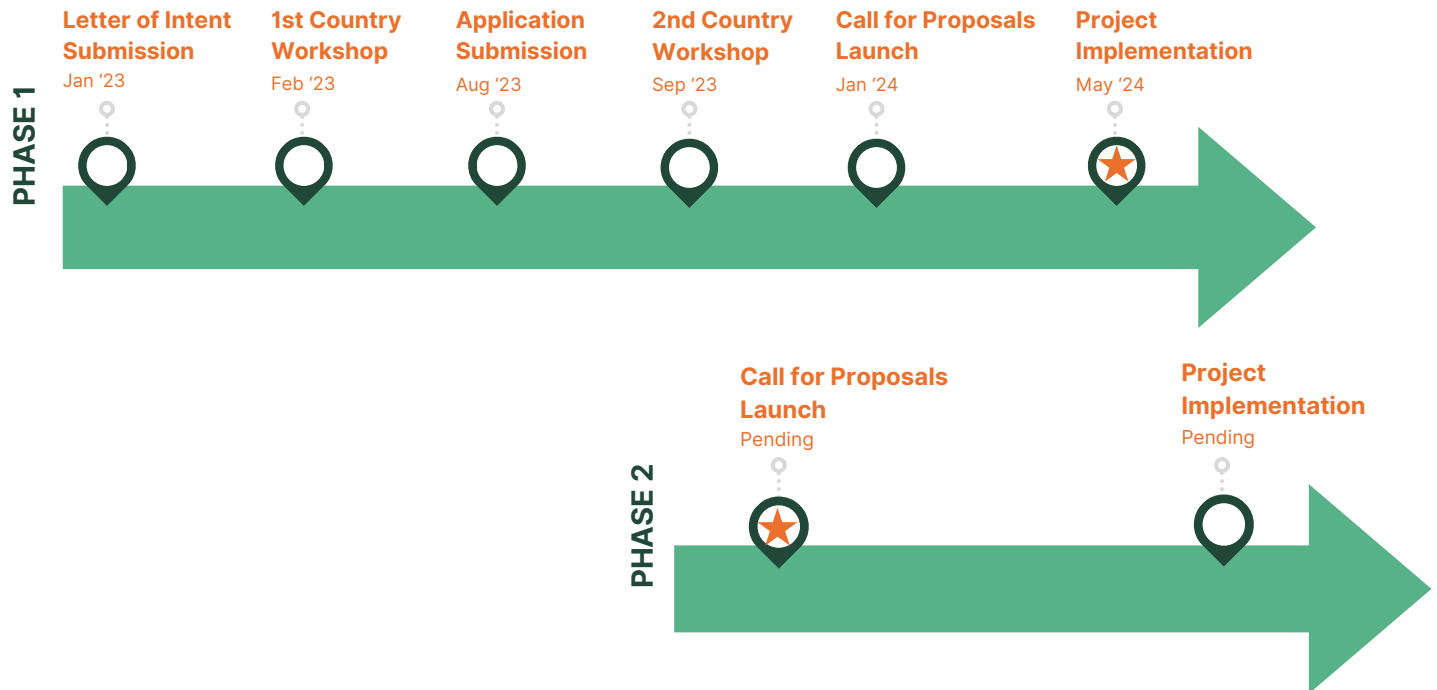 PHASE 1
Letter of Intent
Submission
Jan ‘23
1st Country
Workshop
Feb ‘23
Application
Submission
Aug ‘23
2nd Country
Workshop
Sep ‘23
Call for Proposals
Launch
Jan ‘24
Project
Implementation
May ‘24
PHASE 2
Call for Proposals
Launch
Pending
Project
Implementation
Pending